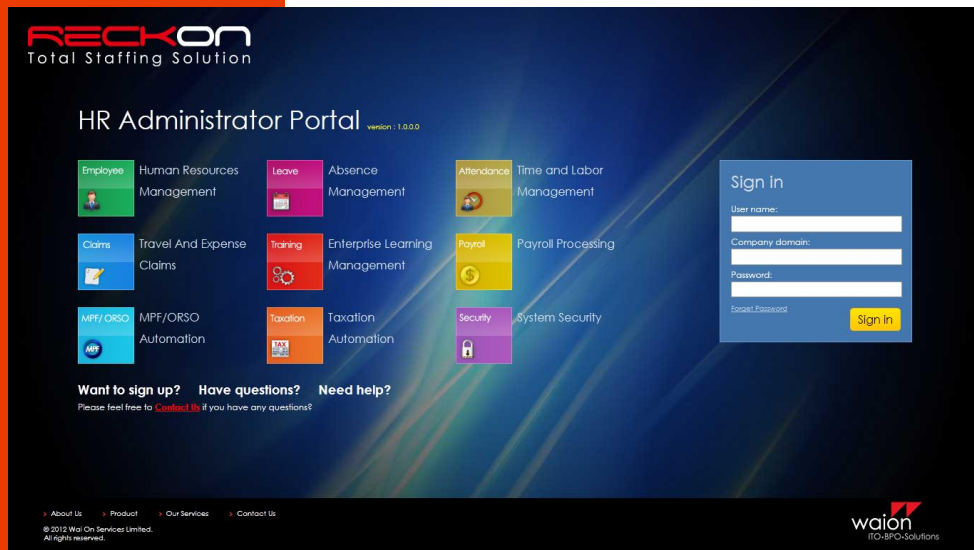 RECKON
Total Staffing Solution
HR Administrator Portal version : 1.0.0.0
Employee
Human Resources
Management
Leave
Absence
Management
Attendance
Time and Labor
Management
Claims
Travel And Expense
Claims
Training
Enterprise Learning
Management
Payroll
Payroll Processing
MPF/ ORSO
MPF
MPF/ORSO
Automation
Taxation
TAX
Taxation
Automation
Security
System Security
Want to sign up? Have questions? Need help?
Please feel free to Contact Us if you have any questions?
Sign in
User name:
Company domain:
Password:
Forget Password
Sign in
About Us Product Our Services Contact Us
© 2012 Wai On Services Limited.
All rights reserved.
waion
ITO•BPO•Solutions